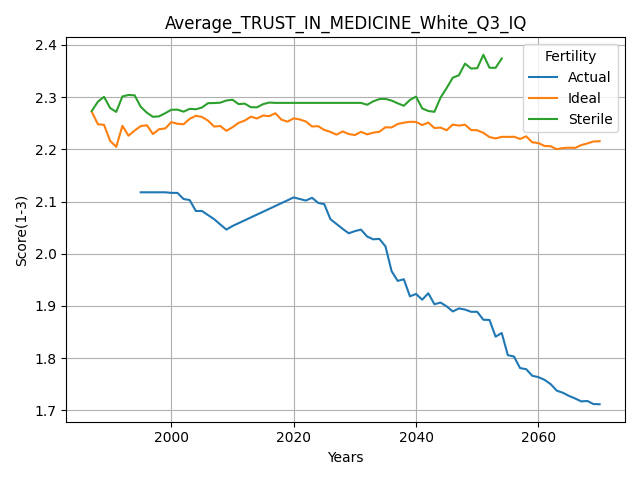 Average_TRUST_IN_MEDICINE_White_Q3_IQ
2.4
2.3
2.2
2.1
2.0
1.9
1.8
1.7
Score(1-3)
2000
2020
2040
2060
Years
Fertility
Actual
Ideal
Sterile